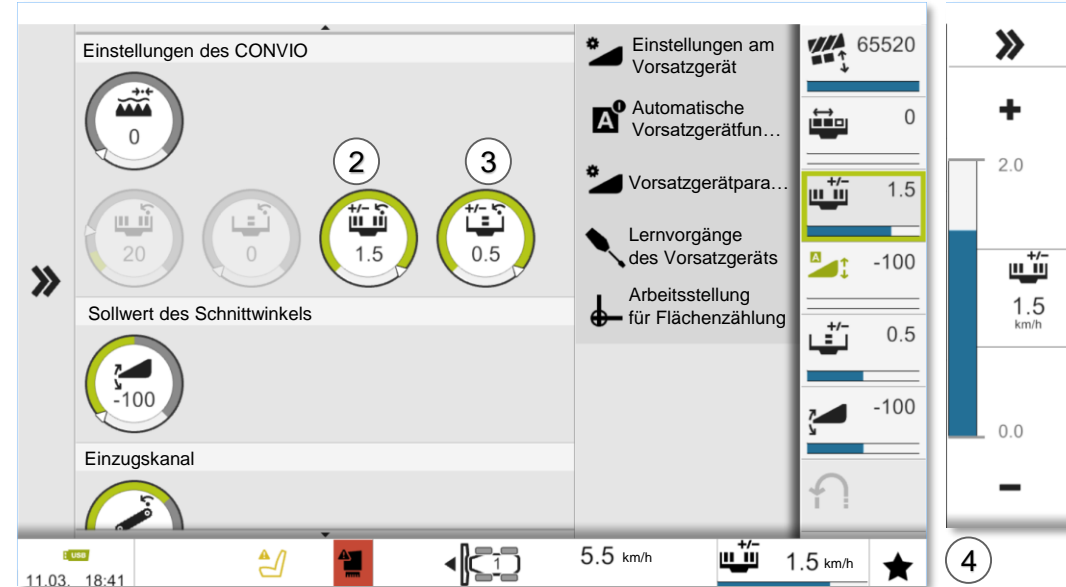 Einstellungen des CONVIO
0
2
3
20
0
+/-
1.5
+/-
0.5
Sollwert des Schnittwinkels
-100
Einzugskanal
Einstellungen am
Vorsatzgerät
A
Automatische
Vorsatzgerätfun…
Vorsatzgerätpara…
Lernvorgänge
des Vorsatzgeräts
Arbeitsstellung
für Flächenzählung
65520
0
+/-
1.5
A
-100
+/-
0.5
-100
USB
11.03. 18:41
1
5.5 km/h
+/-
1.5 km/h
+
2.0
+/-
1.5
km/h
0.0
−
4